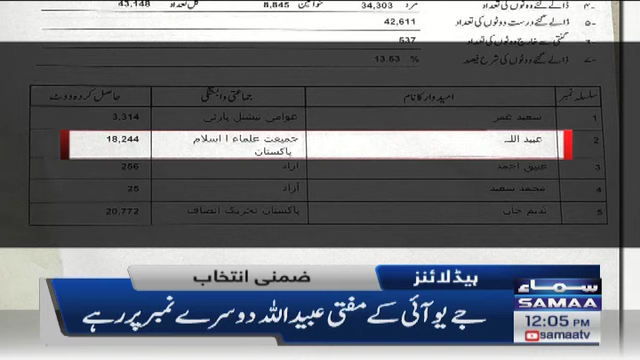 ۴۔ ڈالے گئے ووٹوں کی تعداد مرد 34,303 خواتین 8,845 کل تعداد 43,148
۵۔ ڈالے گئے درست ووٹوں کی تعداد 42,611
گنتی سے خارج ووٹوں کی تعداد 537
۷۔ ڈالے گئے ووٹوں کی شرح فیصد 13.53 %
سلسلہ نمبر امیدوار کا نام جماعتی وابستگی حاصل کردہ ووٹ
1 سعید عمر عوامی نیشنل پارٹی 3,314
2 عبید اللہ جمیعت علماء ا اسلام پاکستان 18,244
3 عتیق احمد آزاد 256
4 محمد سعید آزاد 25
5 ندیم خان پاکستان تحریک انصاف 20,772
ہیڈلائنز ضمنی انتخاب
جے یو آئی کے مفتی عبید اللہ دوسرے نمبر پر رہے
سماء
SAMAA
12:05 PM
samaatv